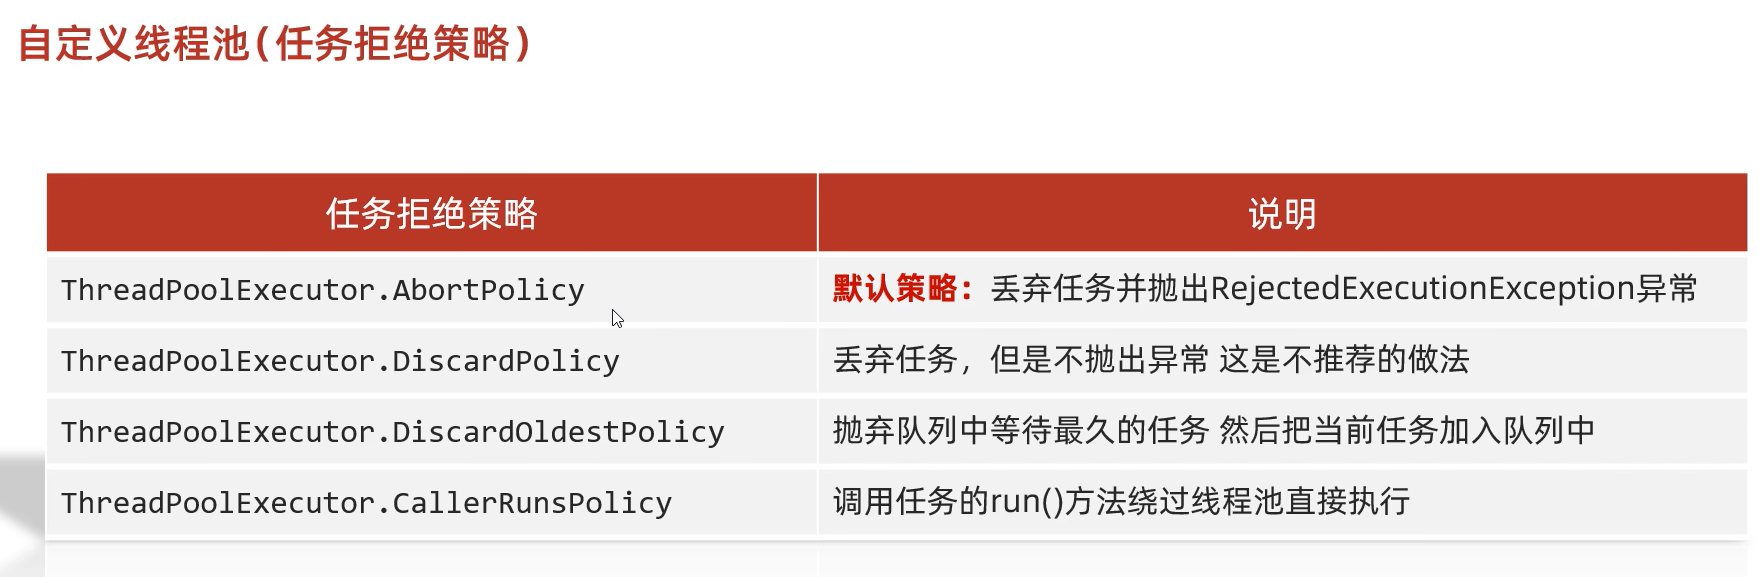 自定义线程池(任务拒绝策略)
任务拒绝策略 说明
ThreadPoolExecutor.AbortPolicy 默认策略：丢弃任务并抛出RejectedExecutionException异常
ThreadPoolExecutor.DiscardPolicy 丢弃任务，但是不抛出异常 这是不推荐的做法
ThreadPoolExecutor.DiscardOldestPolicy 抛弃队列中等待最久的任务 然后把当前任务加入队列中
ThreadPoolExecutor.CallerRunsPolicy 调用任务的run()方法绕过线程池直接执行